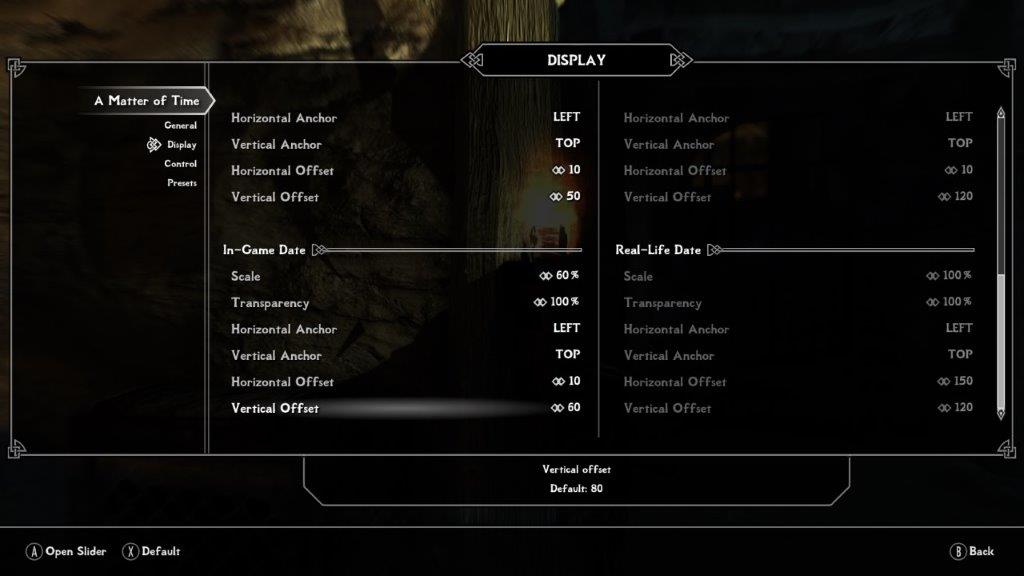 DISPLAY
A Matter of Time
General
Display
Control
Presets
Horizontal Anchor LEFT
Vertical Anchor TOP
Horizontal Offset 10
Vertical Offset 50
In-Game Date
Scale 60%
Transparency 100%
Horizontal Anchor LEFT
Vertical Anchor TOP
Horizontal Offset 10
Vertical Offset 60
Horizontal Anchor LEFT
Vertical Anchor TOP
Horizontal Offset 10
Vertical Offset 120
Real-Life Date
Scale 100%
Transparency 100%
Horizontal Anchor LEFT
Vertical Anchor TOP
Horizontal Offset 150
Vertical Offset 120
Vertical offset
Default: 80
A Open Slider X Default B Back